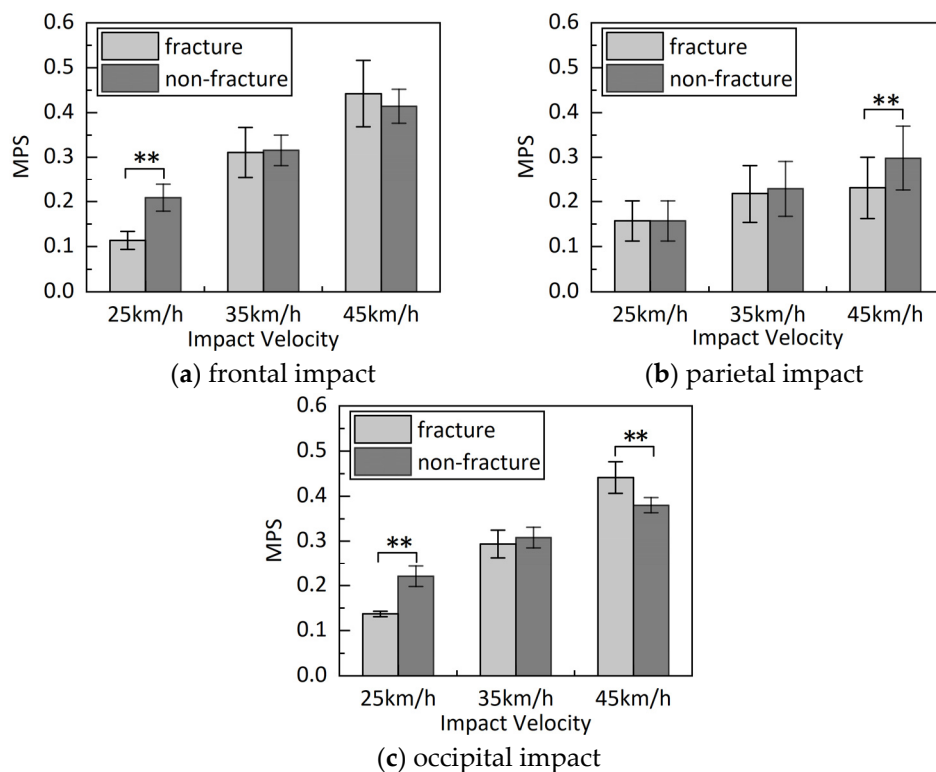 0.6
0.5
0.4
0.3
0.2
0.1
0.0
MPS
fracture
non-fracture
**
25km/h 35km/h 45km/h
Impact Velocity
(a) frontal impact
0.6
0.5
0.4
0.3
0.2
0.1
0.0
MPS
fracture
non-fracture
**
25km/h 35km/h 45km/h
Impact Velocity
(b) parietal impact
0.6
0.5
0.4
0.3
0.2
0.1
0.0
MPS
fracture
non-fracture
**
**
25km/h 35km/h 45km/h
Impact Velocity
(c) occipital impact